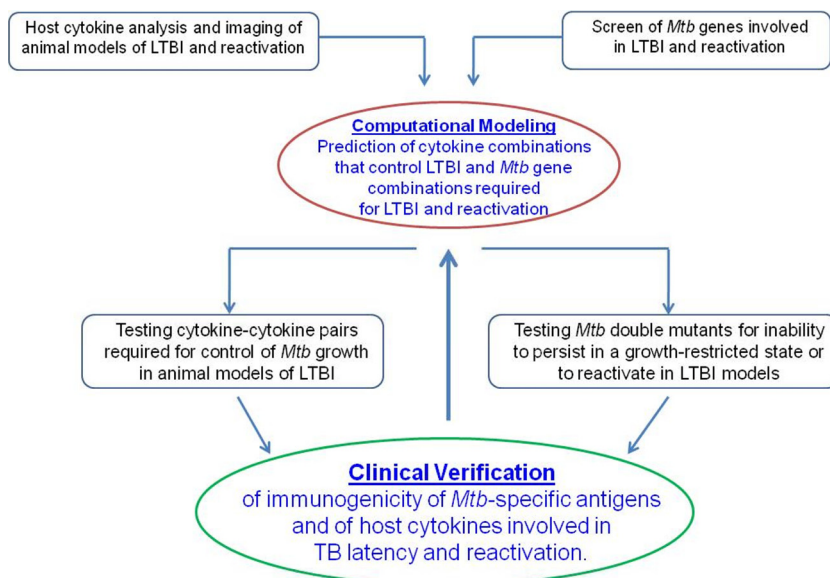 Host cytokine analysis and imaging of
animal models of LTBI and reactivation
Screen of Mtb genes involved
in LTBI and reactivation
Computational Modeling
Prediction of cytokine combinations
that control LTBI and Mtb gene
combinations required
for LTBI and reactivation
Testing cytokine-cytokine pairs
required for control of Mtb growth
in animal models of LTBI
Testing Mtb double mutants for inability
to persist in a growth-restricted state or
to reactivate in LTBI models
Clinical Verification
of immunogenicity of Mtb-specific antigens
and of host cytokines involved in
TB latency and reactivation.